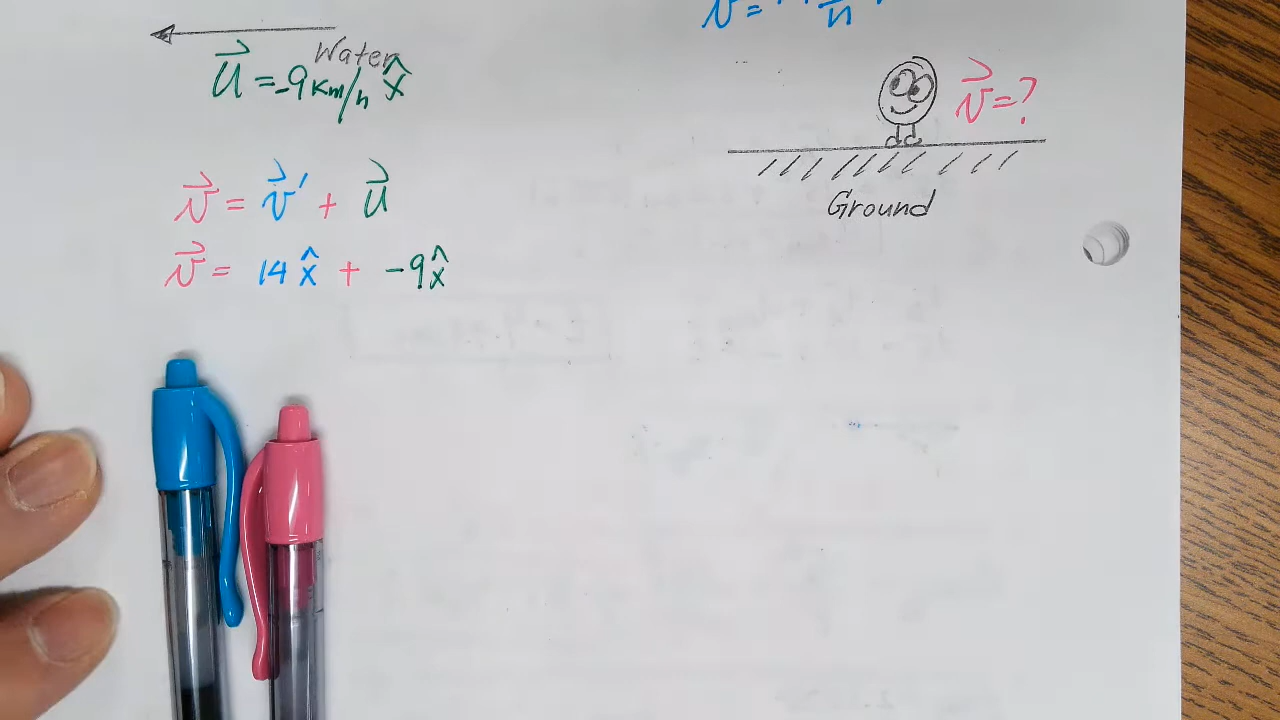 Water
u⃗ = -9 km/h x̂
v⃗ = ?
Ground
v⃗ = v⃗' + u⃗
v⃗ = 14 x̂ + -9 x̂